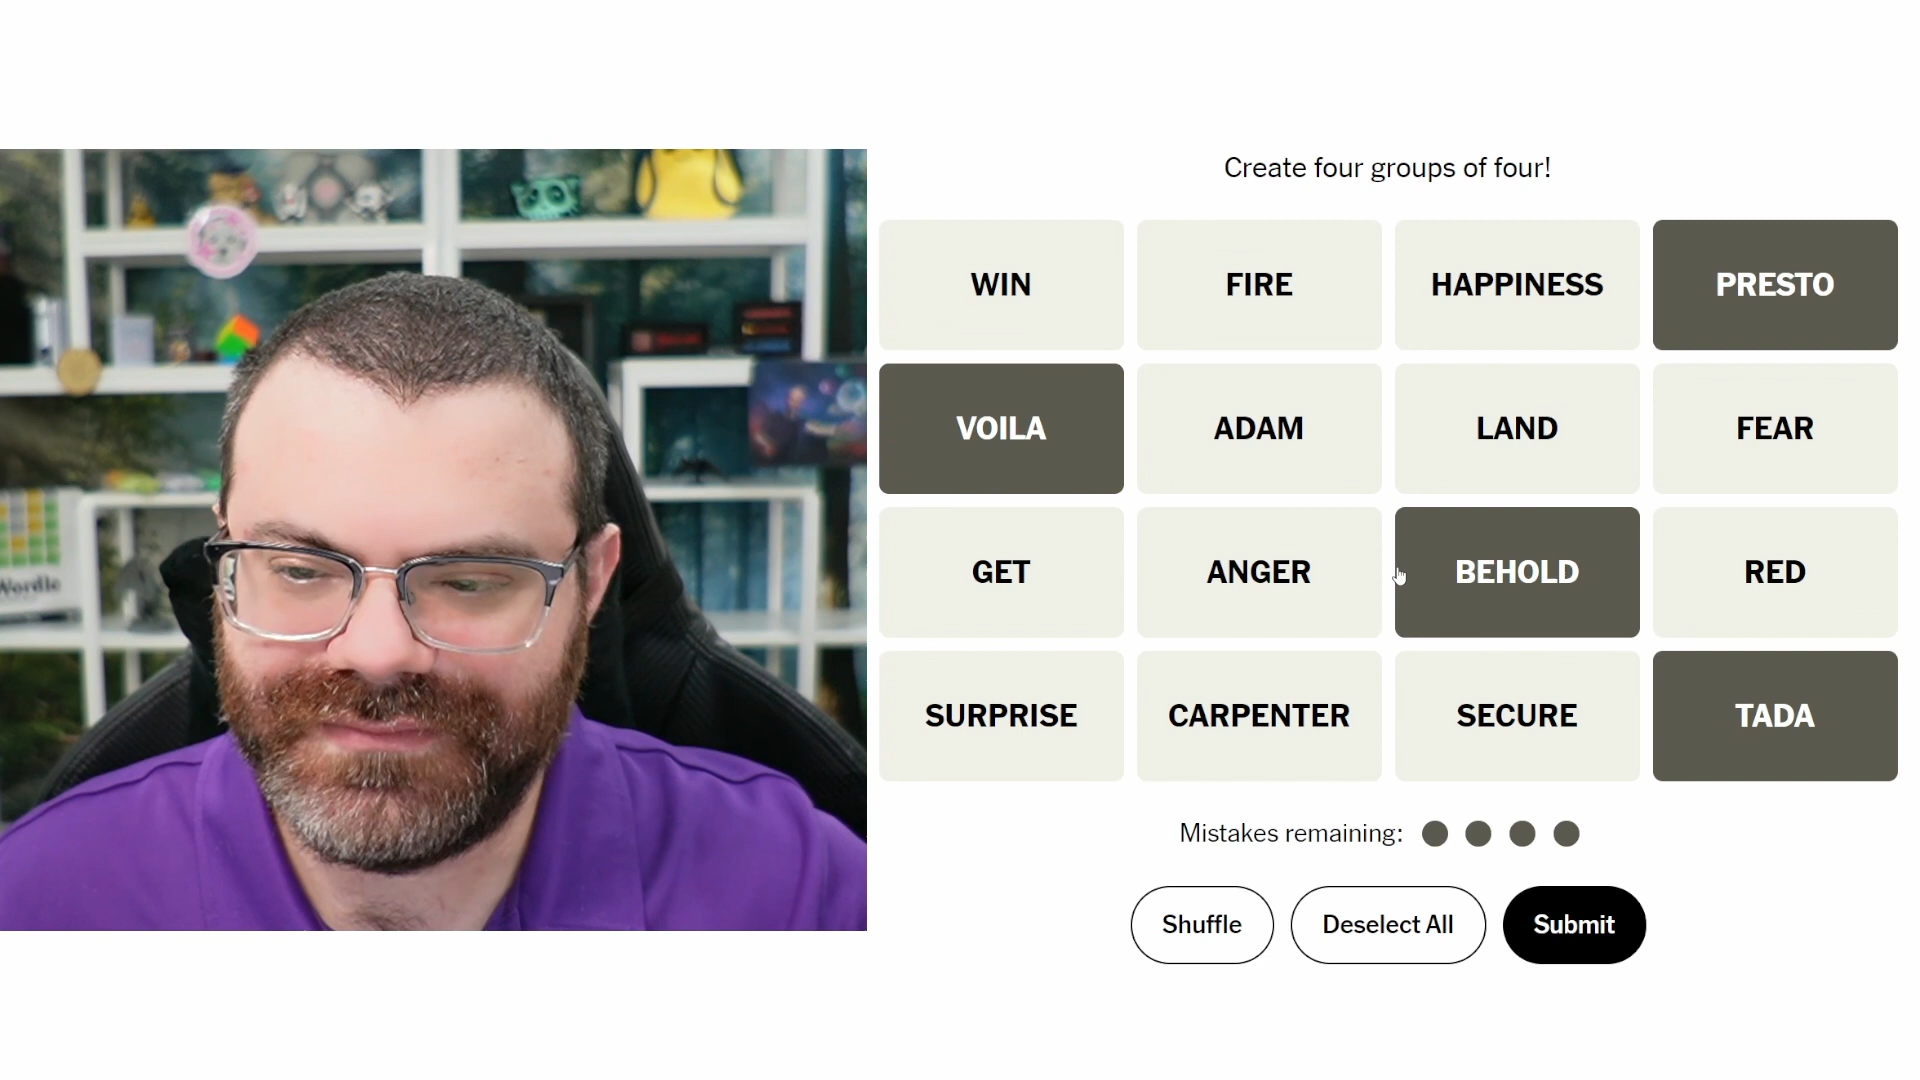 Create four groups of four!
WIN FIRE HAPPINESS PRESTO
VOILA ADAM LAND FEAR
GET ANGER BEHOLD RED
Wordle
SURPRISE CARPENTER SECURE TADA
Mistakes remaining:
Shuffle Deselect All Submit